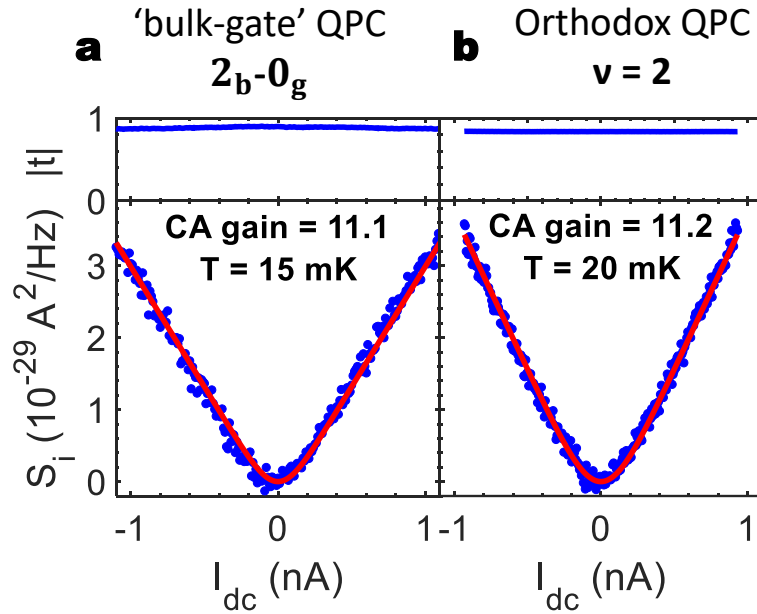 'bulk-gate' QPC
Orthodox QPC
a
2b-0g
b
ν = 2
|t|
1
0
CA gain = 11.1
T = 15 mK
CA gain = 11.2
T = 20 mK
Si (10-29 A2/Hz)
3
2
1
0
-1
0
1
-1
0
1
Idc (nA)
Idc (nA)